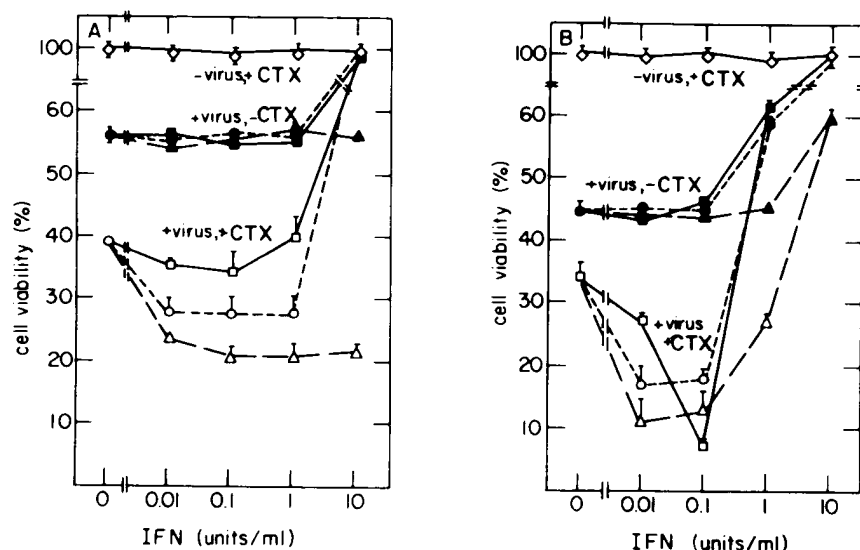 A
100
60
50
40
30
20
10
cell viability (%)
-virus,+CTX
+virus,-CTX
+virus,+CTX
0
0.01
0.1
1
10
IFN (units/ml)
B
100
60
50
40
30
20
10
cell viability (%)
-virus,+CTX
+virus,-CTX
+virus
+CTX
0
0.01
0.1
1
10
IFN (units/ml)